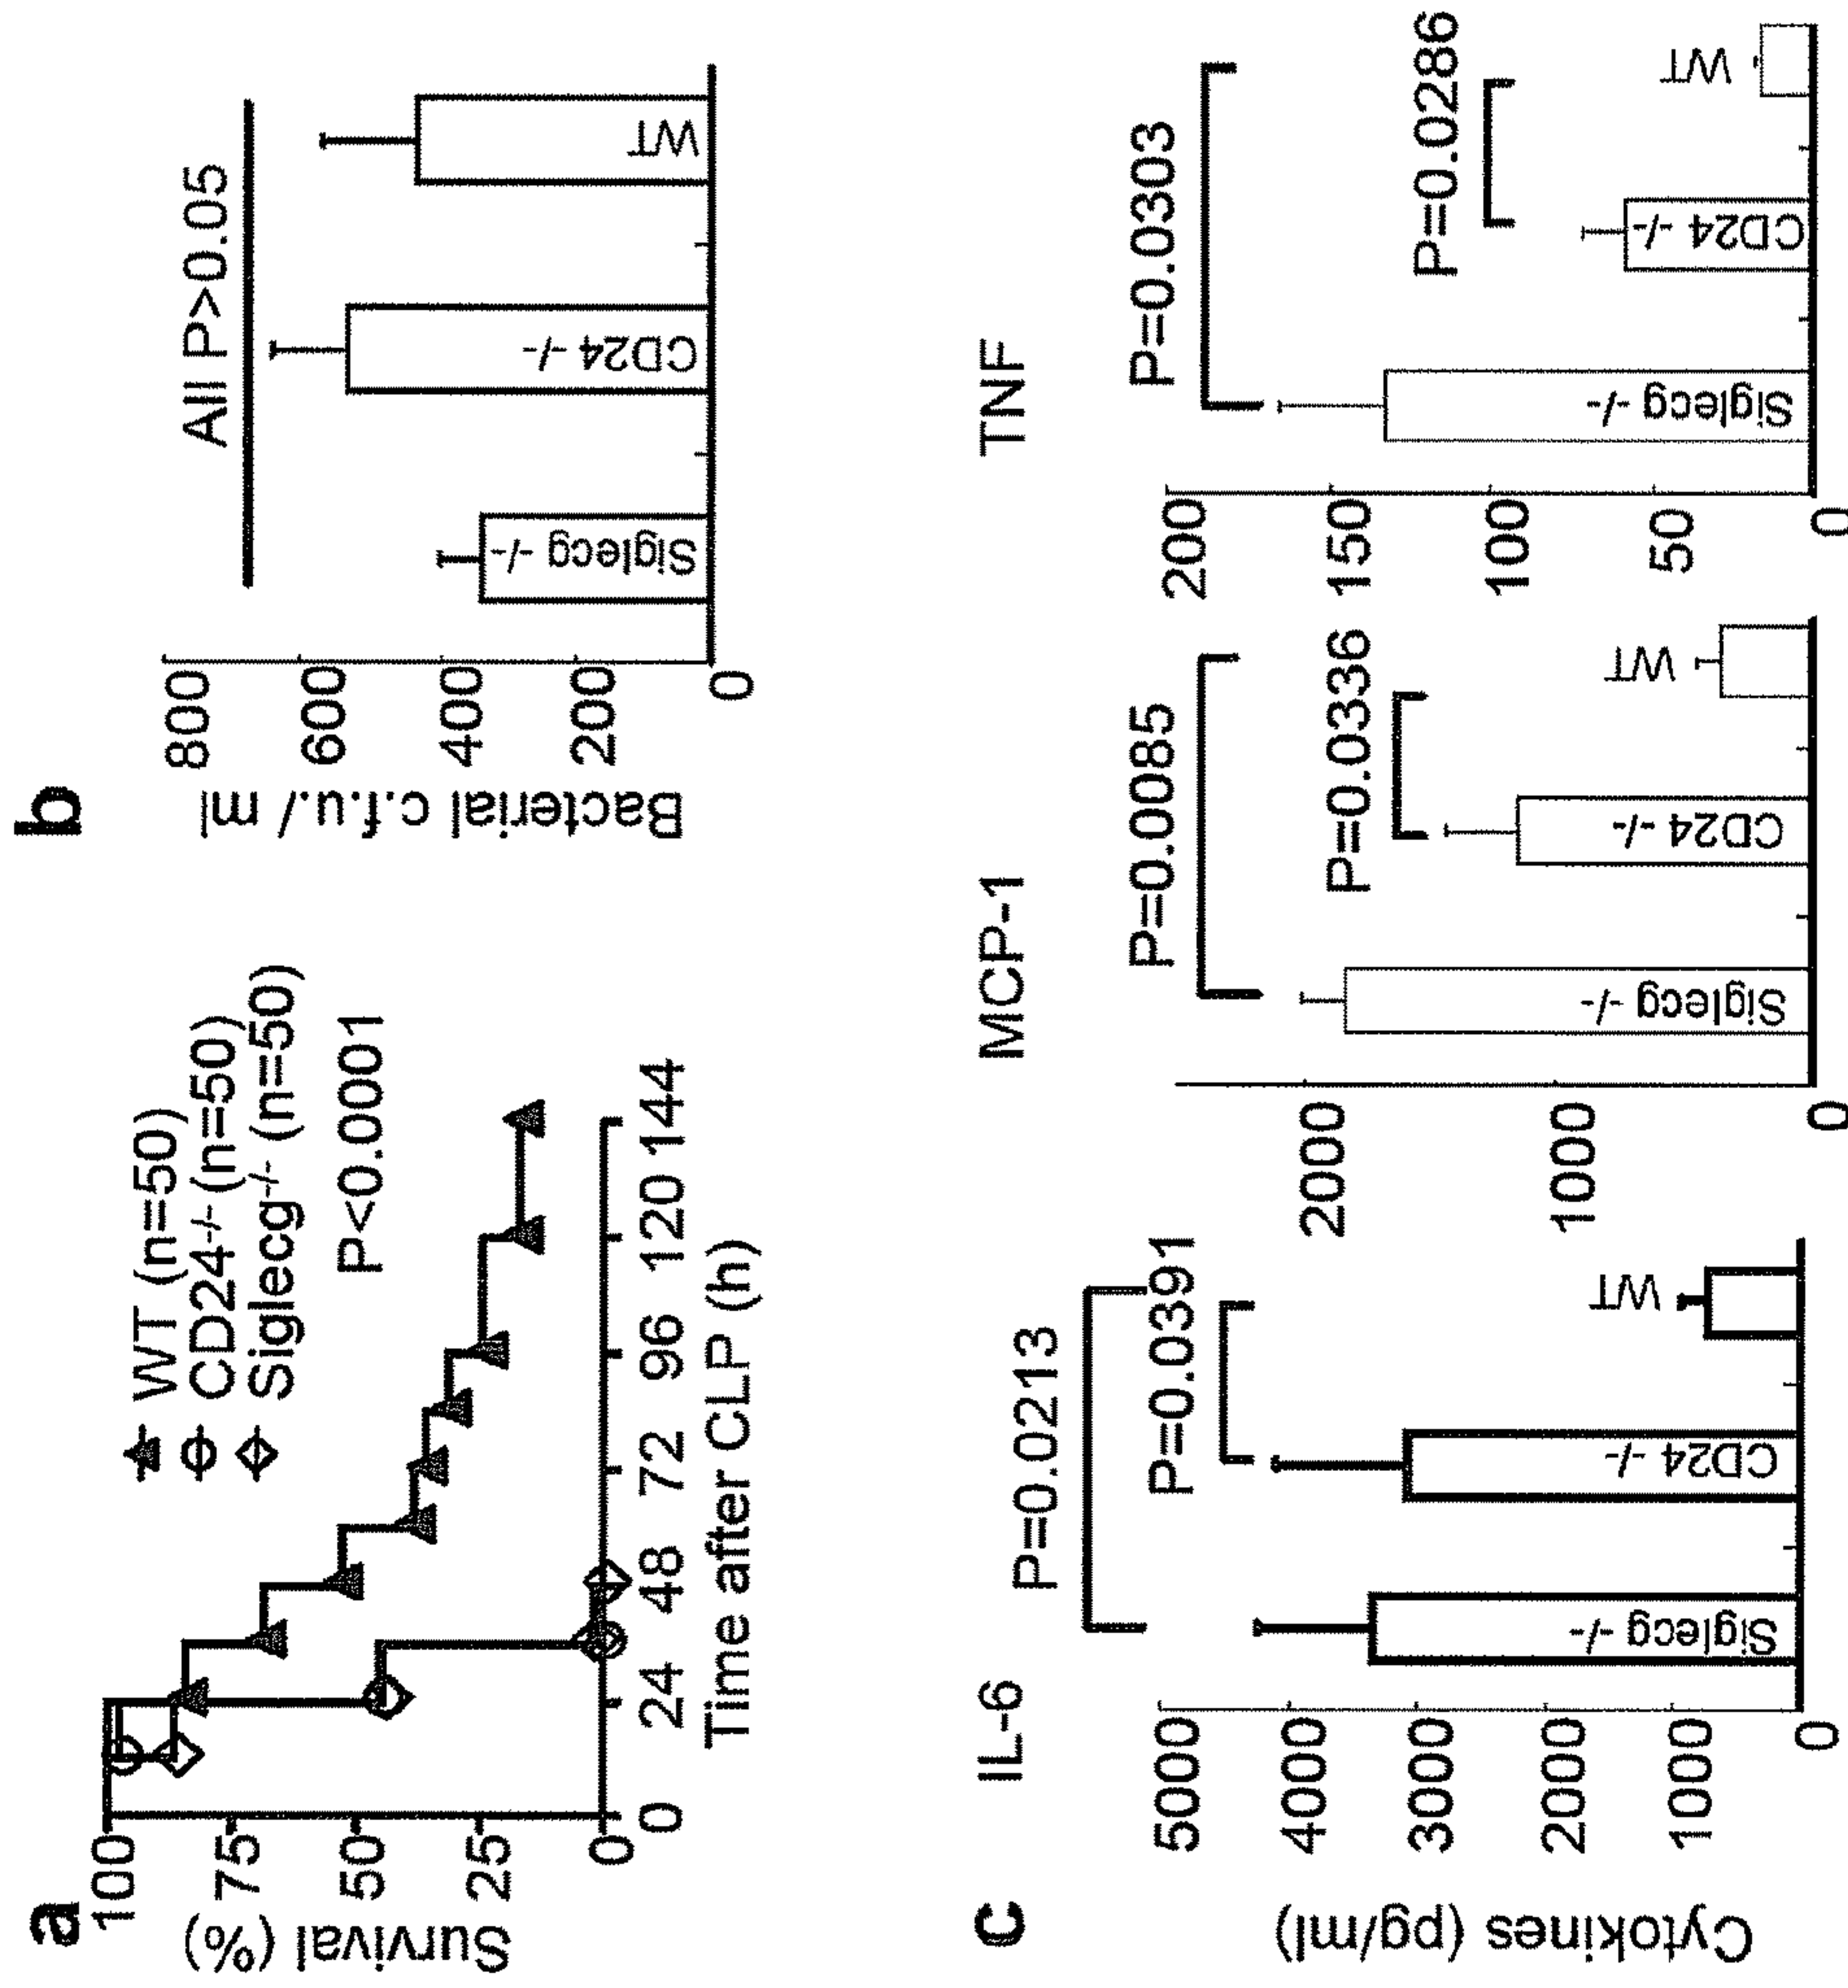 a
Survival (%)
100
75
50
25
0
0 24 48 72 96 120 144
Time after CLP (h)
WT (n=50)
CD24-/- (n=50)
Siglecg-/- (n=50)
P<0.0001
b
Bacterial c.f.u./ ml
800
600
400
200
0
All P>0.05
Siglecg -/-
CD24 -/-
WT
c
Cytokines (pg/ml)
IL-6
5000
4000
3000
2000
1000
0
P=0.0213
P=0.0391
Siglecg -/-
CD24 -/-
WT
MCP-1
2000
1000
0
P=0.0085
P=0.0336
Siglecg -/-
CD24 -/-
WT
TNF
200
150
100
50
0
P=0.0303
P=0.0286
Siglecg -/-
CD24 -/-
WT